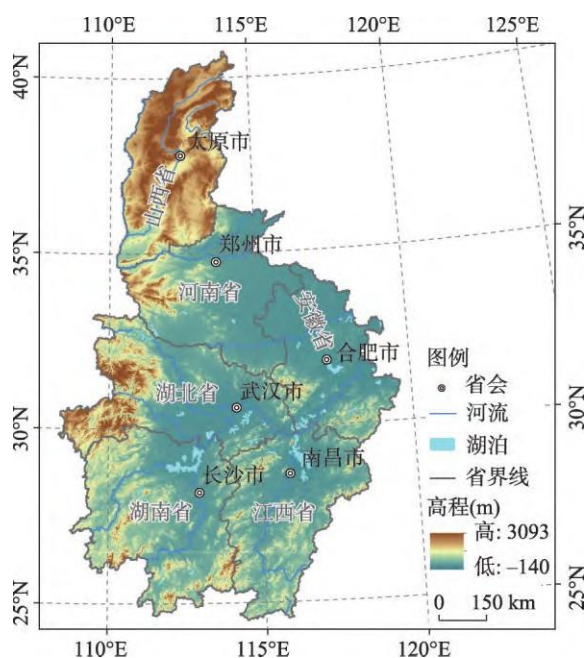 110°E 115°E 120°E 125°E
40°N
太原市
山西省
35°N
35°N
郑州市
河南省
安徽省
合肥市
湖北省
武汉市
30°N
30°N
长沙市
南昌市
湖南省
江西省
25°N
25°N
图例
省会
河流
湖泊
省界线
高程(m)
高: 3093
低: –140
0 150 km
110°E 115°E 120°E